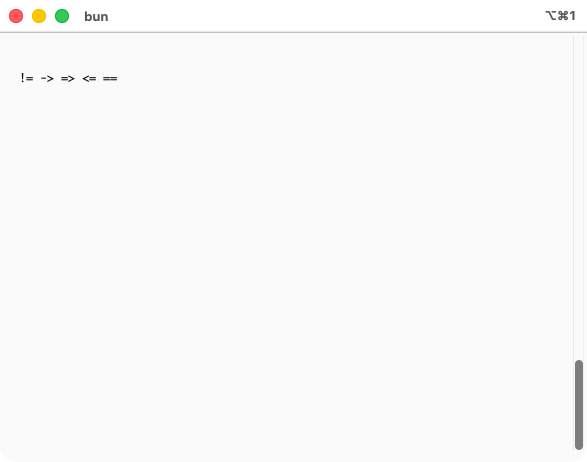 bun ⌥⌘1
!= -> => <= ==